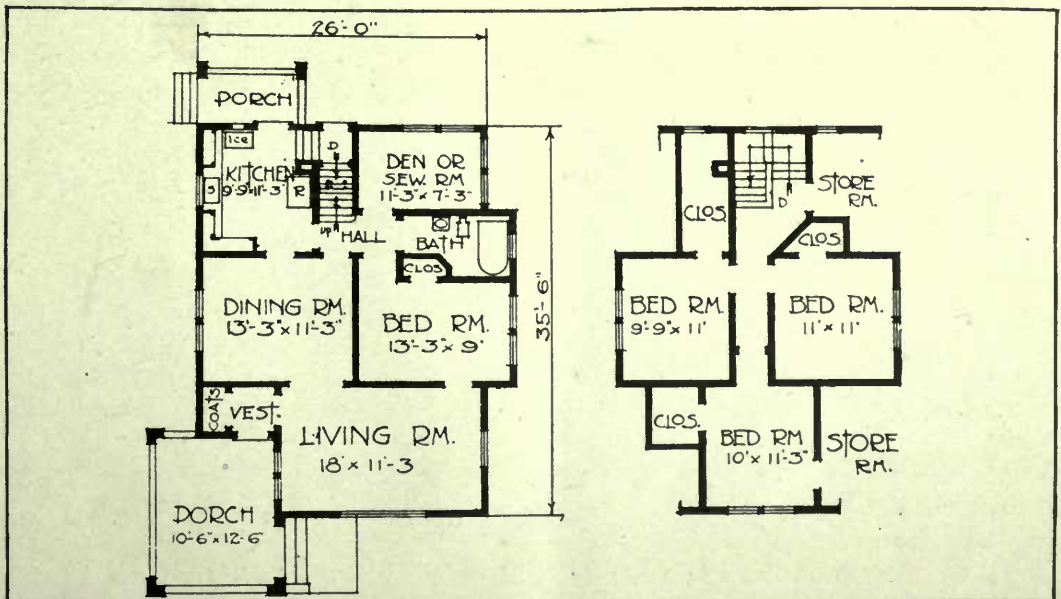 26'-0"
PORCH
ICE
D
KITCHEN
9'-9"-11'-3"
S
R
UP
HALL
DEN OR
SEW. RM
11'-3" x 7'-3"
BATH
CLOS
DINING RM.
13'-3" x 11'-3"
BED RM.
13'-3" x 9'
35'-6"
COATS
VEST.
LIVING RM.
18' x 11'-3
PORCH
10'-6" x 12'-6"
CLOS.
D
STORE
RM.
CLOS.
BED RM.
9'-9" x 11'
BED RM.
11' x 11'
CLOS.
BED RM
10' x 11'-3"
STORE
RM.